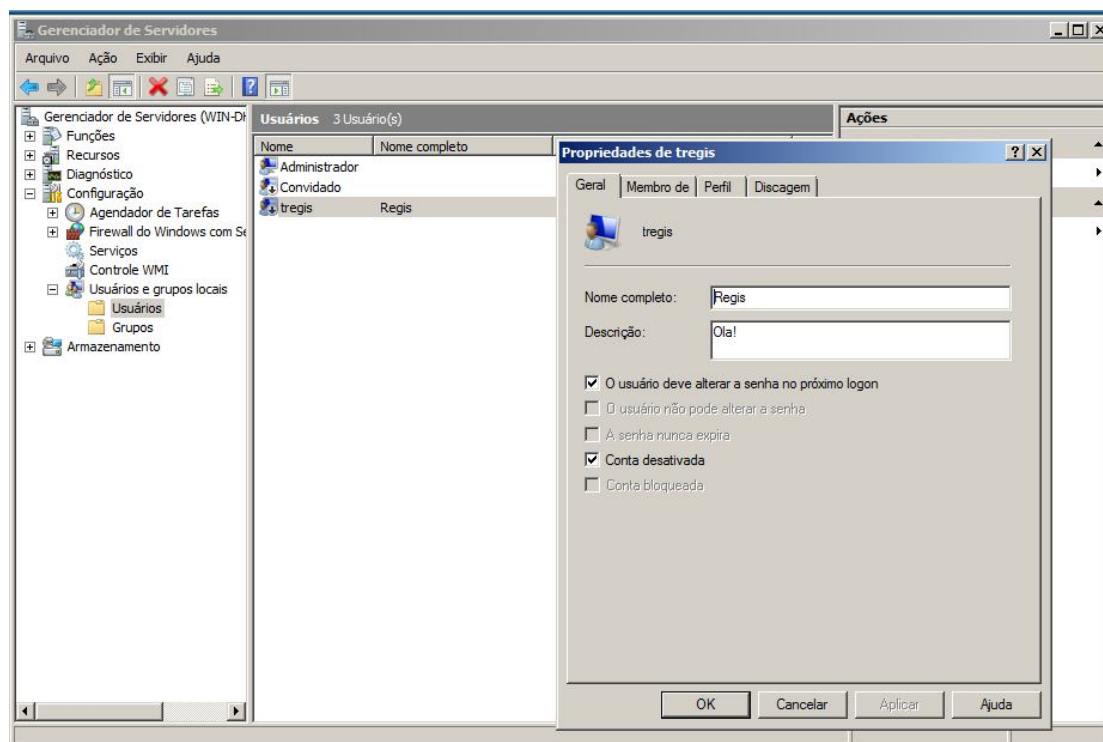 Gerenciador de Servidores
Arquivo Ação Exibir Ajuda
Gerenciador de Servidores (WIN-DH
Funções
Recursos
Diagnóstico
Configuração
Agendador de Tarefas
Firewall do Windows com Se
Serviços
Controle WMI
Usuários e grupos locais
Usuários
Grupos
Armazenamento
Usuários 3 Usuário(s)
Nome Nome completo
Administrador
Convidado
tregis Regis
Ações
Propriedades de tregis
Geral Membro de Perfil Discagem
tregis
Nome completo: Regis
Descrição: Ola!
O usuário deve alterar a senha no próximo logon
O usuário não pode alterar a senha
A senha nunca expira
Conta desativada
Conta bloqueada
OK Cancelar Aplicar Ajuda